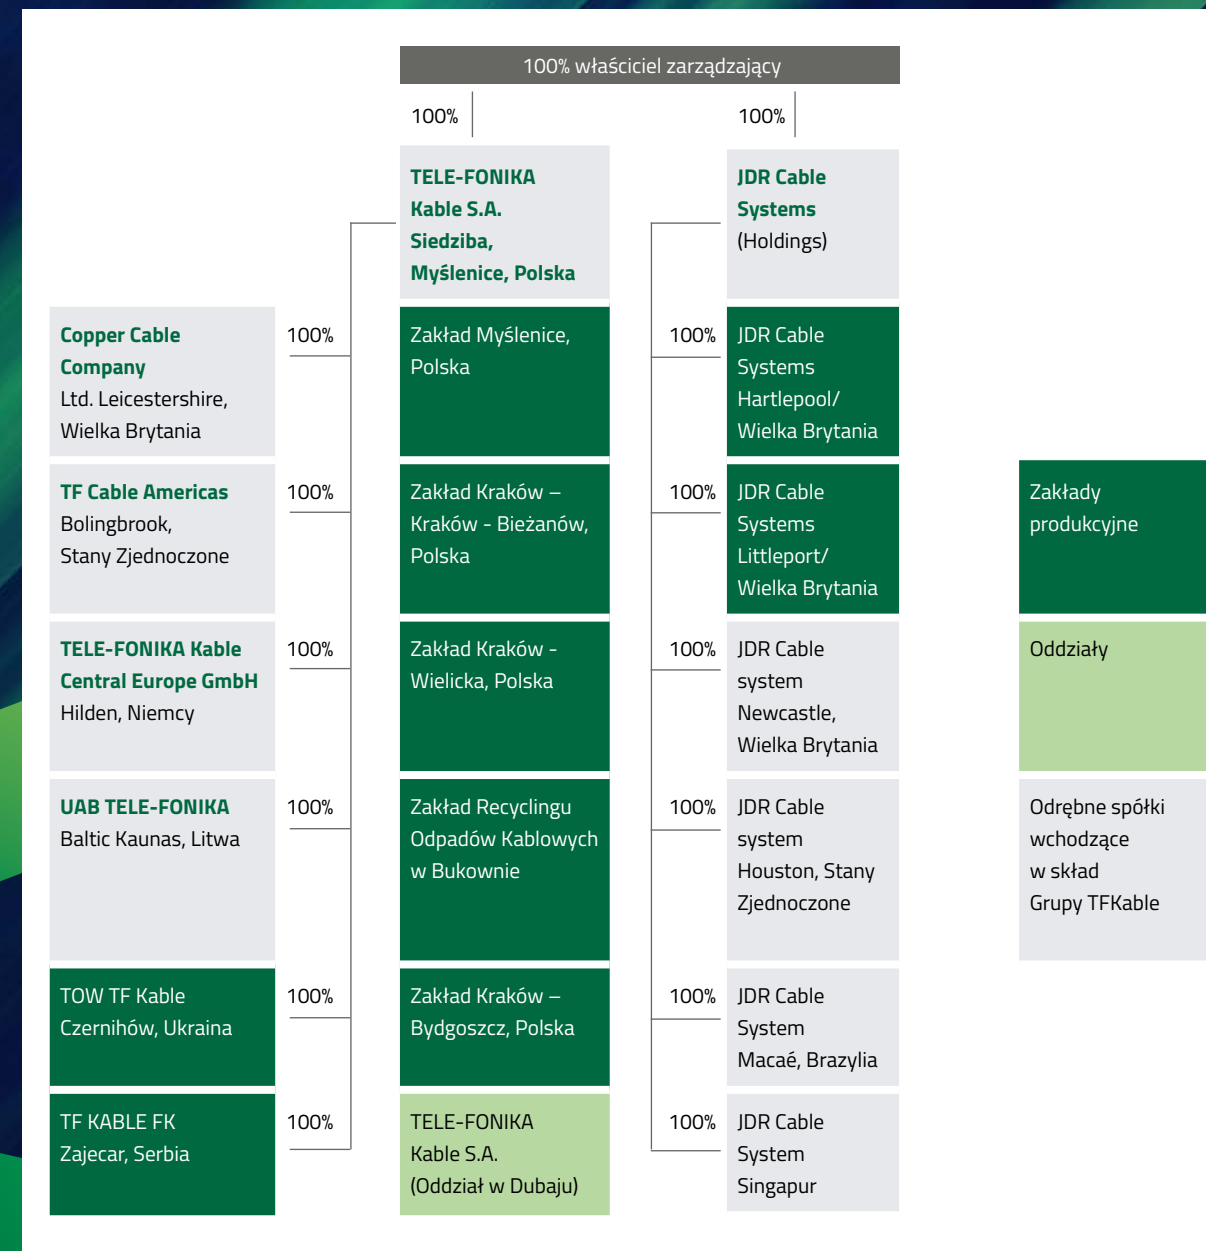 100% właściciel zarządzający
100%
100%
TELE-FONIKA
Kable S.A.
Siedziba,
Myślenice, Polska
JDR Cable
Systems
(Holdings)
Copper Cable
Company
Ltd. Leicestershire,
Wielka Brytania
100%
Zakład Myślenice,
Polska
100%
JDR Cable
Systems
Hartlepool/
Wielka Brytania
TF Cable Americas
Bolingbrook,
Stany Zjednoczone
100%
Zakład Kraków –
Kraków - Bieżanów,
Polska
100%
JDR Cable
Systems
Littleport/
Wielka Brytania
Zakłady
produkcyjne
TELE-FONIKA Kable
Central Europe GmbH
Hilden, Niemcy
100%
Zakład Kraków -
Wielicka, Polska
100%
JDR Cable
system
Newcastle,
Wielka Brytania
Oddziały
UAB TELE-FONIKA
Baltic Kaunas, Litwa
100%
Zakład Recyclingu
Odpadów Kablowych
w Bukownie
100%
JDR Cable
system
Houston, Stany
Zjednoczone
Odrębne spółki
wchodzące
w skład
Grupy TFKable
TOW TF Kable
Czernihów, Ukraina
100%
Zakład Kraków –
Bydgoszcz, Polska
100%
JDR Cable
System
Macaé, Brazylia
TF KABLE FK
Zajecar, Serbia
100%
TELE-FONIKA
Kable S.A.
(Oddział w Dubaju)
100%
JDR Cable
System
Singapur